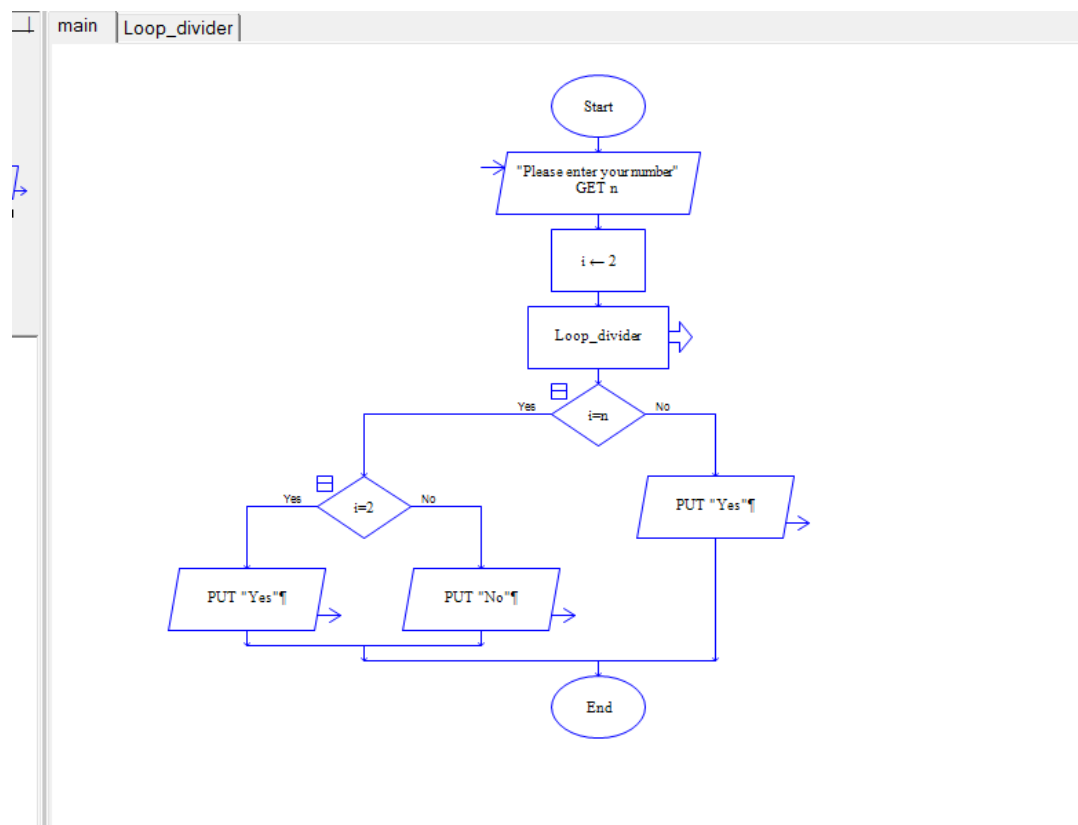 main Loop_divider
Start
"Please enter your number"
GET n
i ← 2
Loop_divider
Yes i=n No
Yes i=2 No
PUT "Yes"¶
PUT "Yes"¶ PUT "No"¶
End